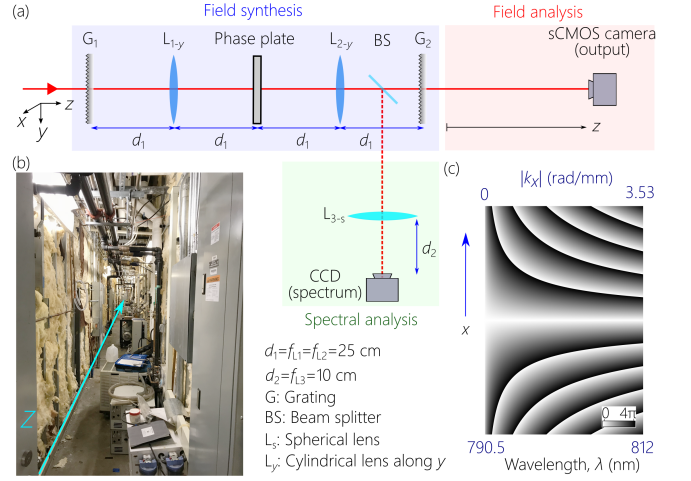 (a)
Field synthesis
Field analysis
G1
L1-y
Phase plate
L2-y
BS
G2
sCMOS camera
(output)
x
y
z
d1
d1
d1
d1
z
(b)
Z
L3-s
d2
CCD
(spectrum)
Spectral analysis
d1=fL1=fL2=25 cm
d2=fL3=10 cm
G: Grating
BS: Beam splitter
Ls: Spherical lens
Ly: Cylindrical lens along y
(c)
|kx| (rad/mm)
0
3.53
x
0 4π
790.5
812
Wavelength, λ (nm)